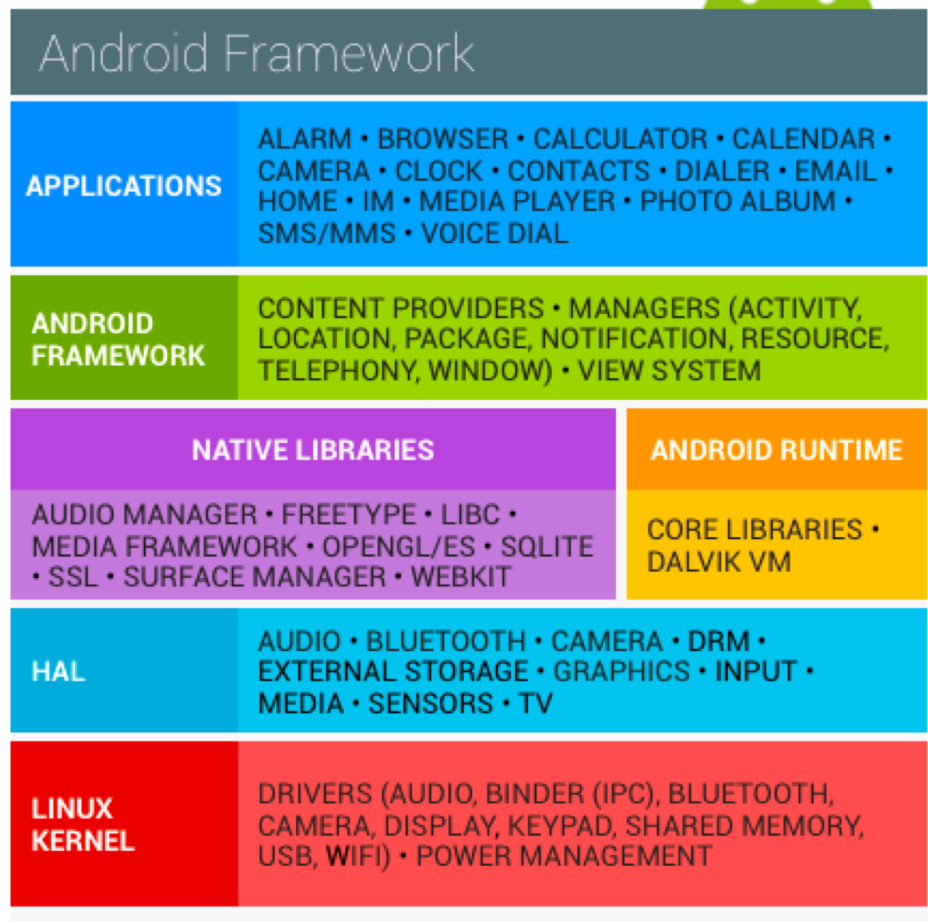 Android Framework
APPLICATIONS
ALARM • BROWSER • CALCULATOR • CALENDAR •
CAMERA • CLOCK • CONTACTS • DIALER • EMAIL •
HOME • IM • MEDIA PLAYER • PHOTO ALBUM •
SMS/MMS • VOICE DIAL
ANDROID
FRAMEWORK
CONTENT PROVIDERS • MANAGERS (ACTIVITY,
LOCATION, PACKAGE, NOTIFICATION, RESOURCE,
TELEPHONY, WINDOW) • VIEW SYSTEM
NATIVE LIBRARIES
AUDIO MANAGER • FREETYPE • LIBC •
MEDIA FRAMEWORK • OPENGL/ES • SQLITE
• SSL • SURFACE MANAGER • WEBKIT
ANDROID RUNTIME
CORE LIBRARIES •
DALVIK VM
HAL
AUDIO • BLUETOOTH • CAMERA • DRM •
EXTERNAL STORAGE • GRAPHICS • INPUT •
MEDIA • SENSORS • TV
LINUX
KERNEL
DRIVERS (AUDIO, BINDER (IPC), BLUETOOTH,
CAMERA, DISPLAY, KEYPAD, SHARED MEMORY,
USB, WIFI) • POWER MANAGEMENT